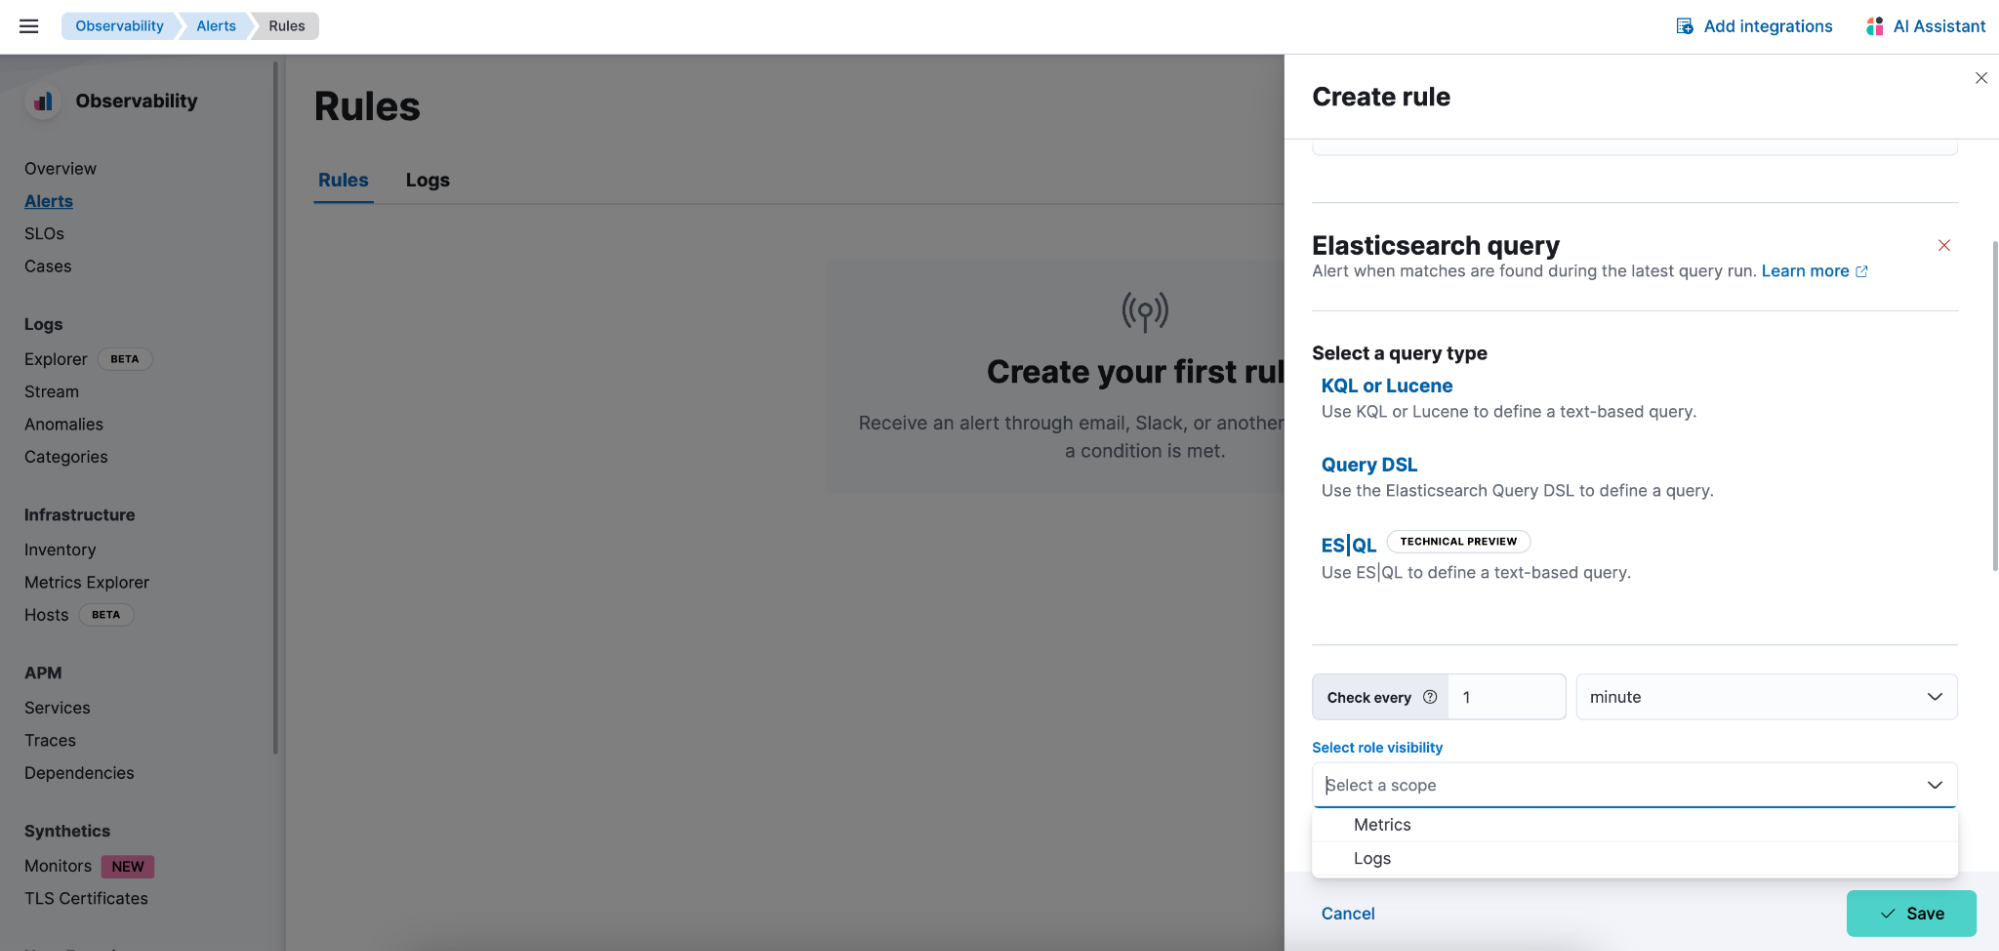 Observability
Alerts
Rules
Add integrations
AI Assistant
Observability
Overview
Alerts
SLOs
Cases
Logs
Explorer BETA
Stream
Anomalies
Categories
Infrastructure
Inventory
Metrics Explorer
Hosts BETA
APM
Services
Traces
Dependencies
Synthetics
Monitors NEW
TLS Certificates
Rules
Rules Logs
Create your first rul
Receive an alert through email, Slack, or another
a condition is met.
Create rule
Elasticsearch query
Alert when matches are found during the latest query run. Learn more
Select a query type
KQL or Lucene
Use KQL or Lucene to define a text-based query.
Query DSL
Use the Elasticsearch Query DSL to define a query.
ES|QL TECHNICAL PREVIEW
Use ES|QL to define a text-based query.
Check every 1 minute
Select role visibility
Select a scope
Metrics
Logs
Cancel
Save